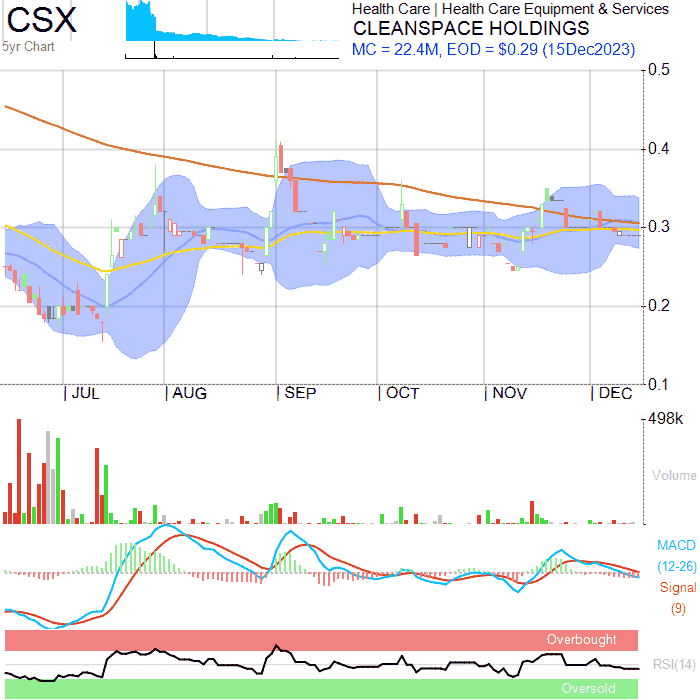 CSX
5yr Chart
Health Care | Health Care Equipment & Services
CLEANSPACE HOLDINGS
MC = 22.4M, EOD = $0.29 (15Dec2023)
0.5
0.4
0.3
0.2
0.1
JUL
AUG
SEP
OCT
NOV
DEC
498k
Volume
MACD
(12-26)
Signal
(9)
Overbought
RSI(14)
Oversold